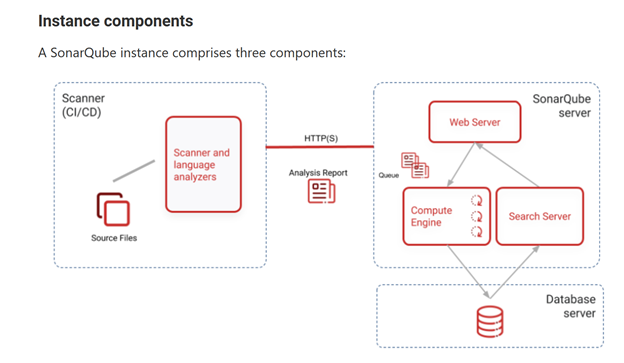 Instance components
A SonarQube instance comprises three components:
Scanner
(CI/CD)
Scanner and
language
analyzers
Source Files
HTTP(S)
Analysis Report
SonarQube
server
Web Server
Queue
Compute
Engine
Search Server
Database
server